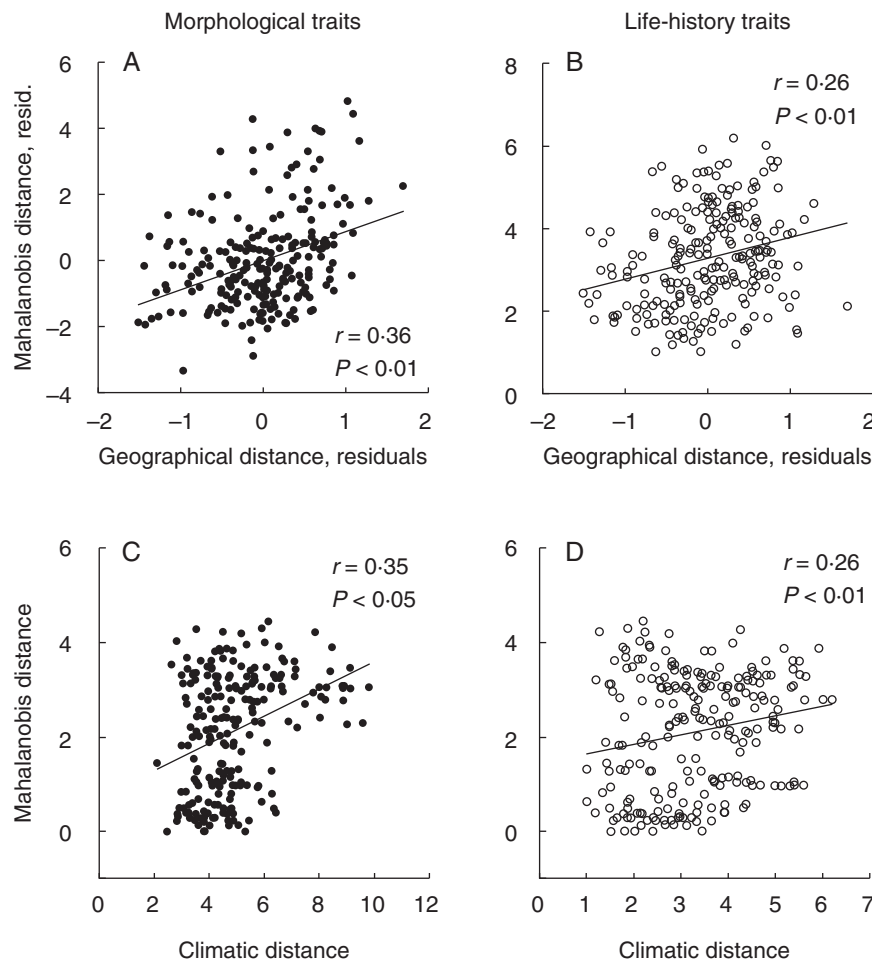 Morphological traits
Life-history traits
A
r = 0·36
P < 0·01
6
4
2
0
–2
–4
–2
–1
0
1
2
Mahalanobis distance, resid.
Geographical distance, residuals
B
r = 0·26
P < 0·01
8
6
4
2
0
–2
–1
0
1
2
Geographical distance, residuals
C
r = 0·35
P < 0·05
6
4
2
0
0
2
4
6
8
10
12
Mahalanobis distance
Climatic distance
D
r = 0·26
P < 0·01
6
4
2
0
0
1
2
3
4
5
6
7
Climatic distance